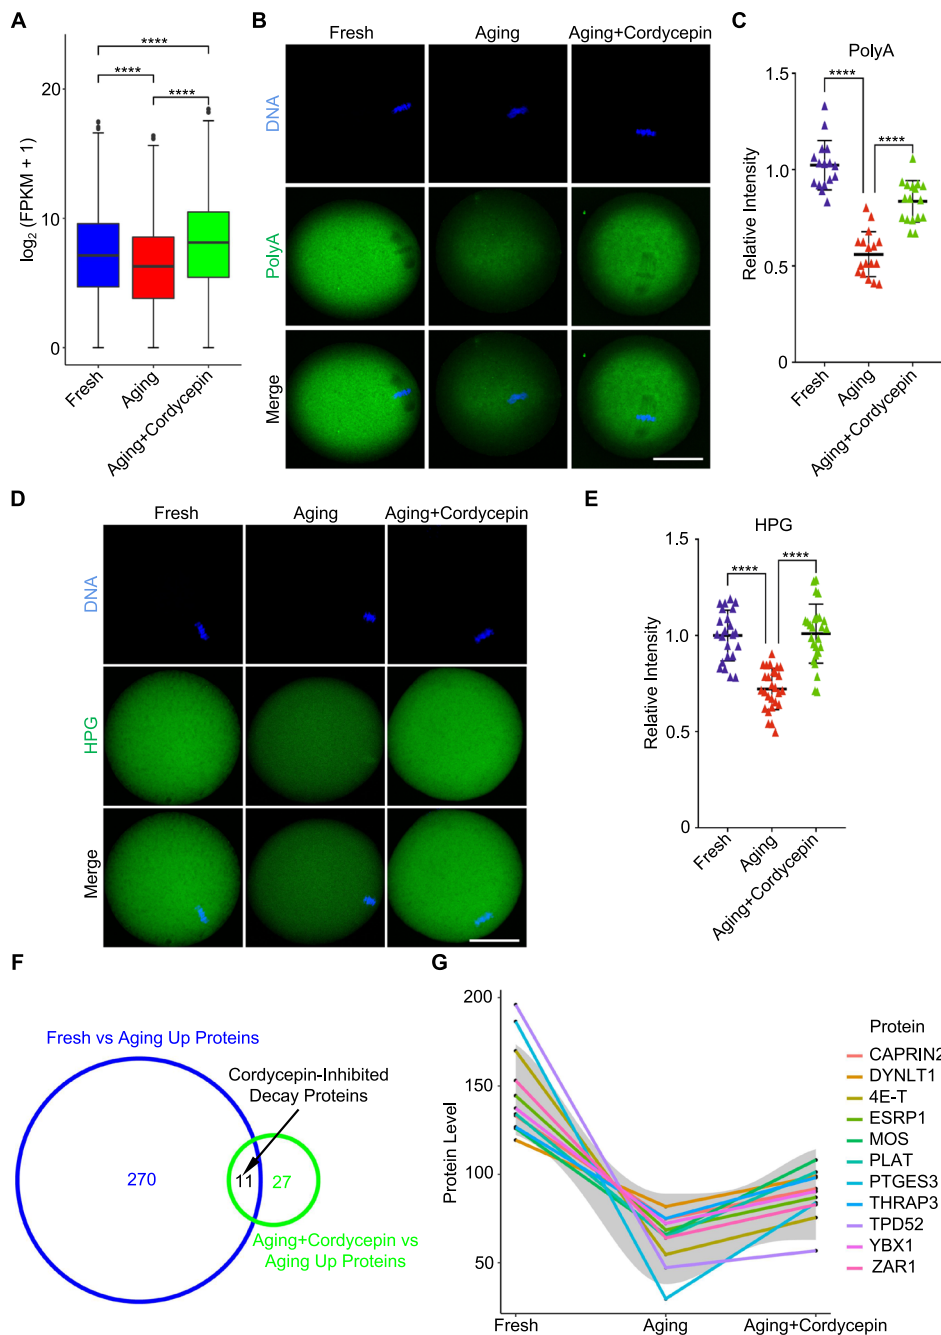 A
log2 (FPKM + 1)
20
10
0
****
****
****
Fresh
Aging
Aging+Cordycepin
B
Fresh
Aging
Aging+Cordycepin
DNA
PolyA
Merge
C
PolyA
Relative Intensity
1.5
1.0
0.5
0
****
****
Fresh
Aging
Aging+Cordycepin
D
Fresh
Aging
Aging+Cordycepin
DNA
HPG
Merge
E
HPG
Relative Intensity
1.5
1.0
0.5
0
****
****
Fresh
Aging
Aging+Cordycepin
F
Fresh vs Aging Up Proteins
Cordycepin-Inhibited
Decay Proteins
270
11
27
Aging+Cordycepin vs
Aging Up Proteins
G
Protein Level
200
150
100
50
Fresh
Aging
Aging+Cordycepin
Protein
CAPRIN2
DYNLT1
4E-T
ESRP1
MOS
PLAT
PTGES3
THRAP3
TPD52
YBX1
ZAR1